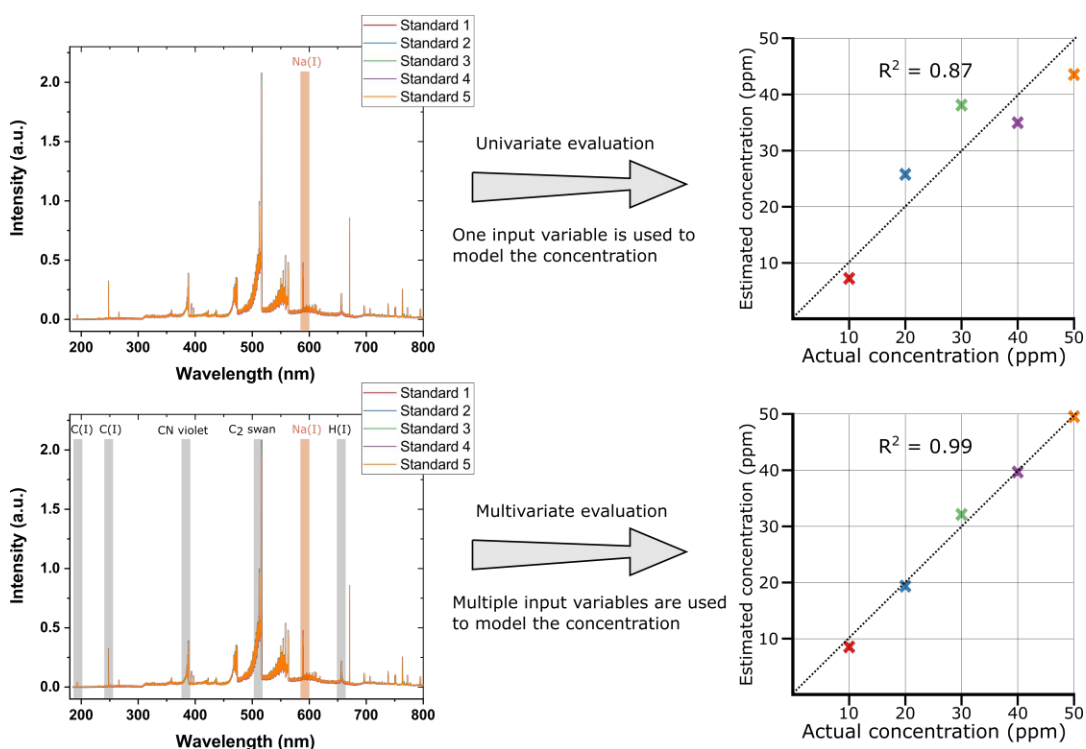 Standard 1
Standard 2
Standard 3
Standard 4
Standard 5
Na(I)
2.0
1.5
1.0
0.5
0.0
Intensity (a.u.)
200 300 400 500 600 700 800
Wavelength (nm)
Univariate evaluation
One input variable is used to
model the concentration
R² = 0.87
50
40
30
20
10
Estimated concentration (ppm)
10 20 30 40 50
Actual concentration (ppm)
Standard 1
Standard 2
Standard 3
Standard 4
Standard 5
C(I) C(I) CN violet C₂ swan Na(I) H(I)
2.0
1.5
1.0
0.5
0.0
Intensity (a.u.)
200 300 400 500 600 700 800
Wavelength (nm)
Multivariate evaluation
Multiple input variables are used
to model the concentration
R² = 0.99
50
40
30
20
10
Estimated concentration (ppm)
10 20 30 40 50
Actual concentration (ppm)